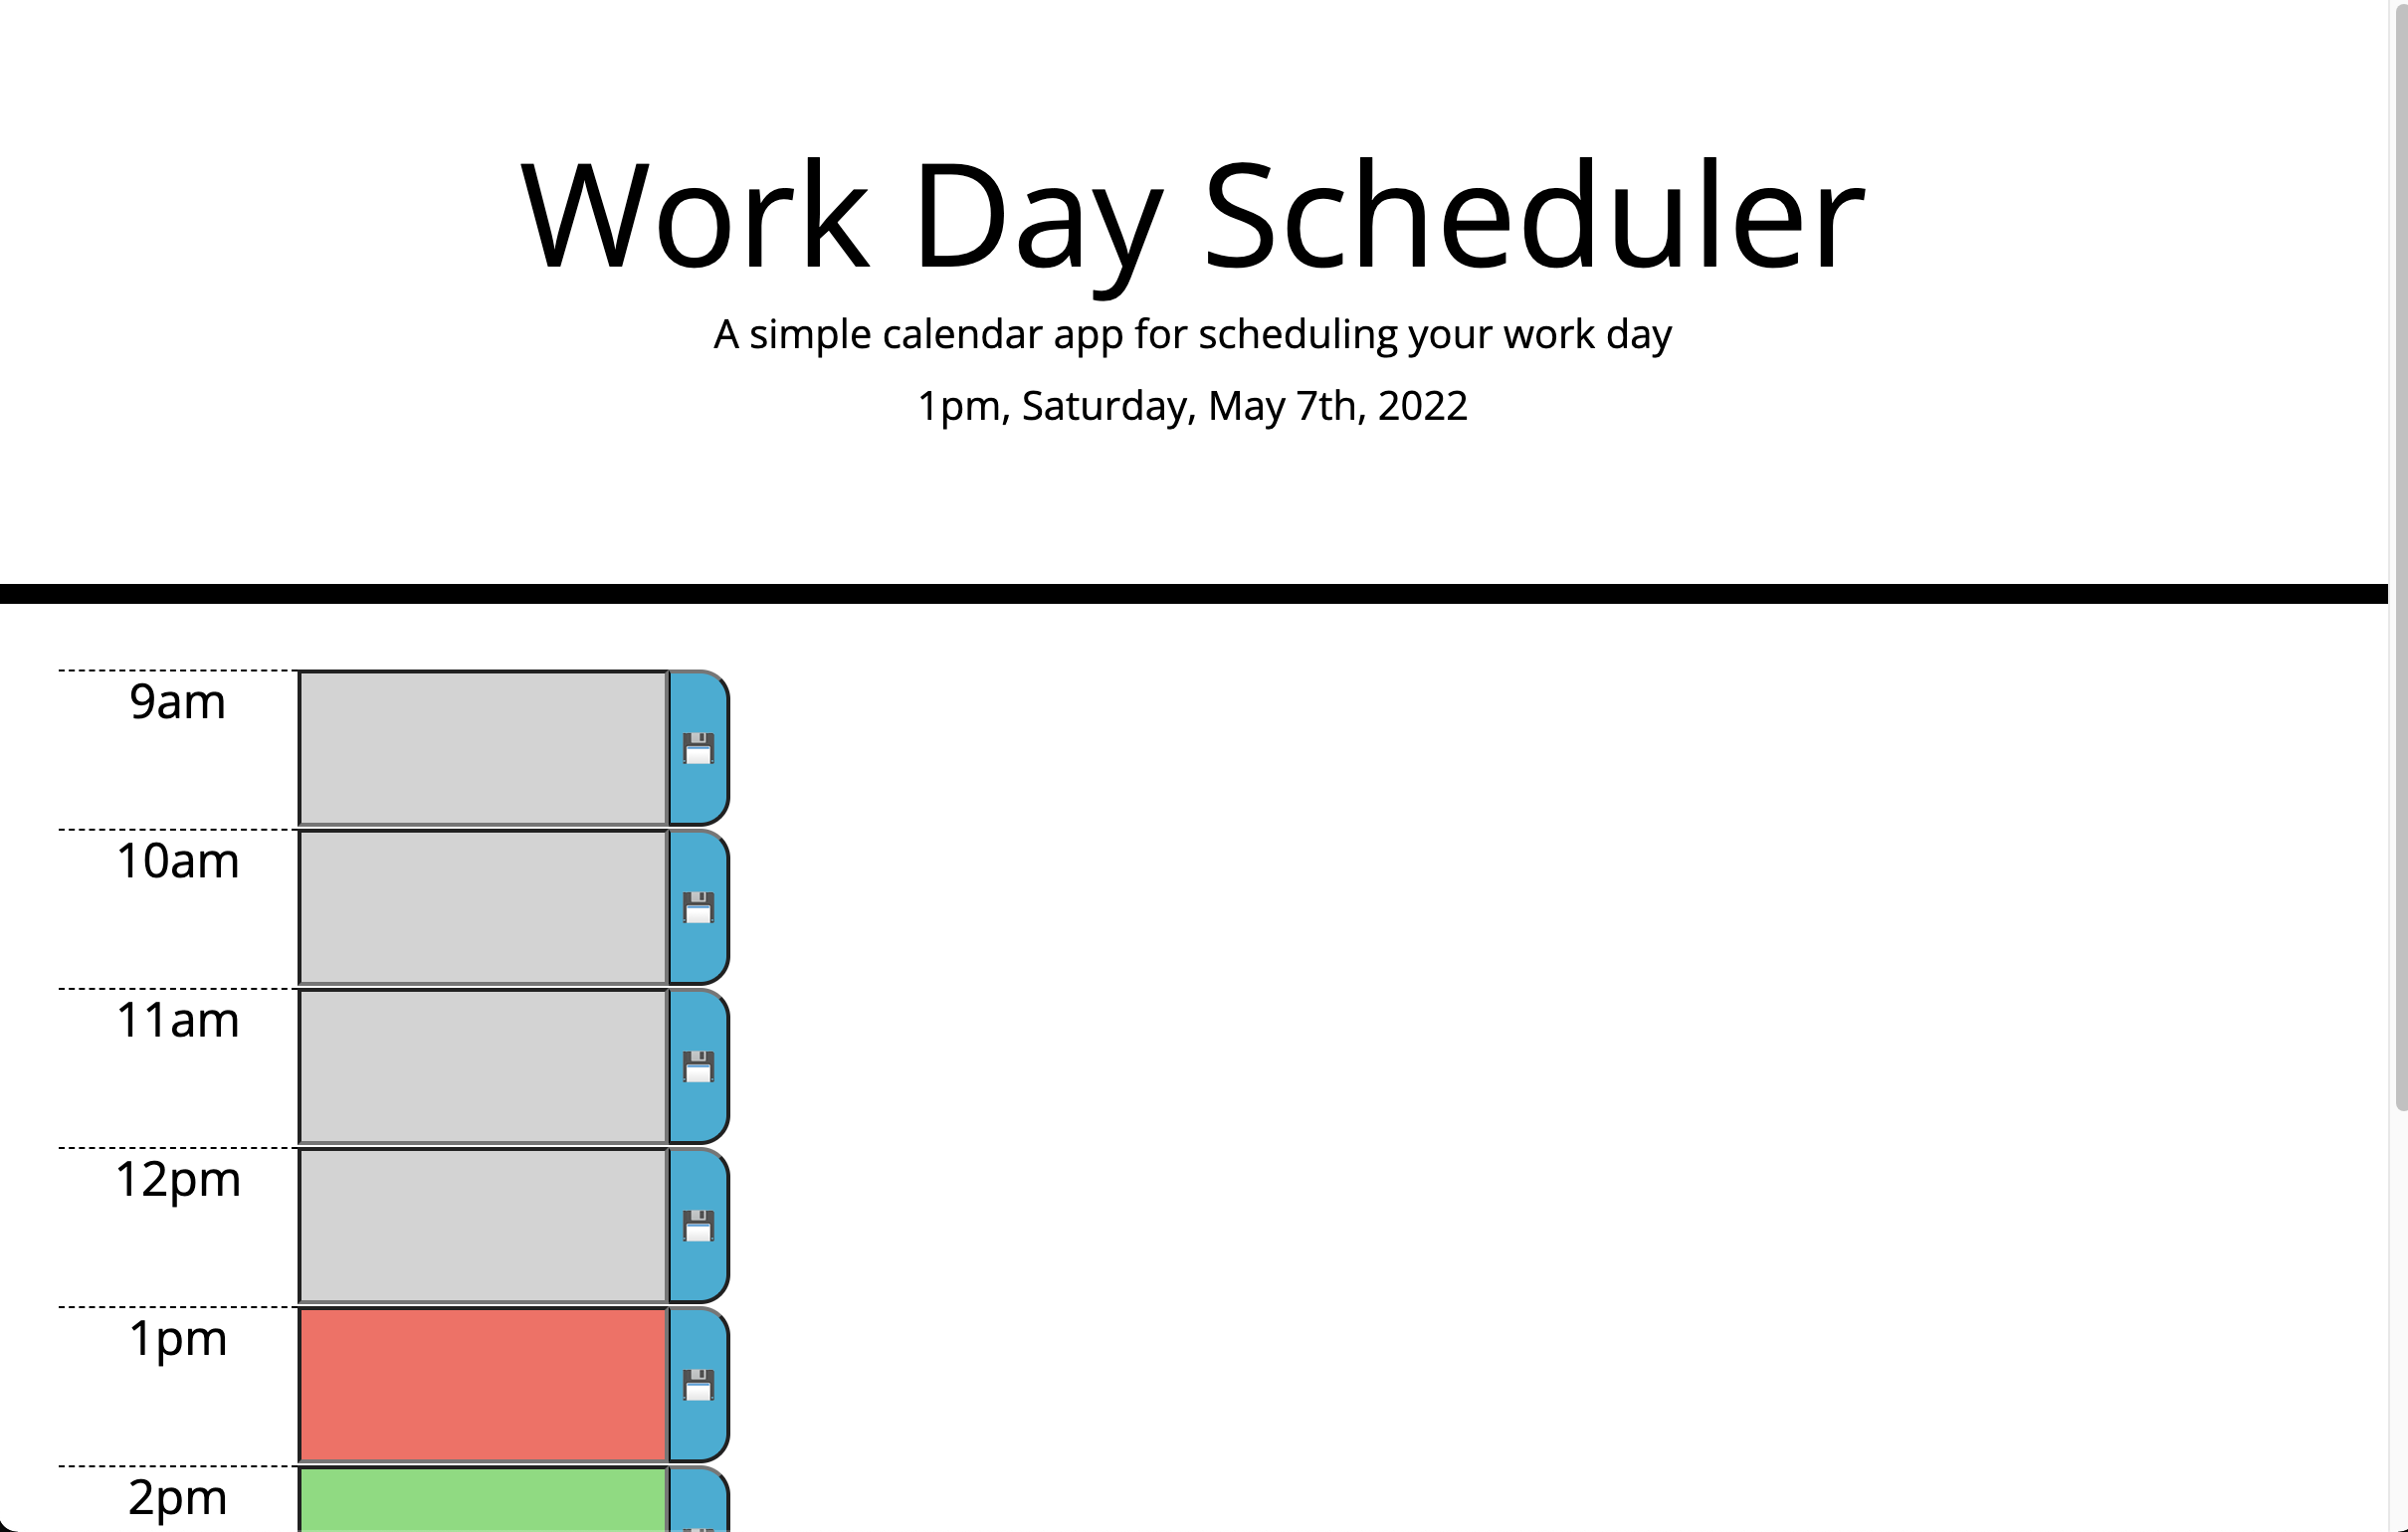 Work Day Scheduler
A simple calendar app for scheduling your work day
1pm, Saturday, May 7th, 2022
9am
10am
11am
12pm
1pm
2pm